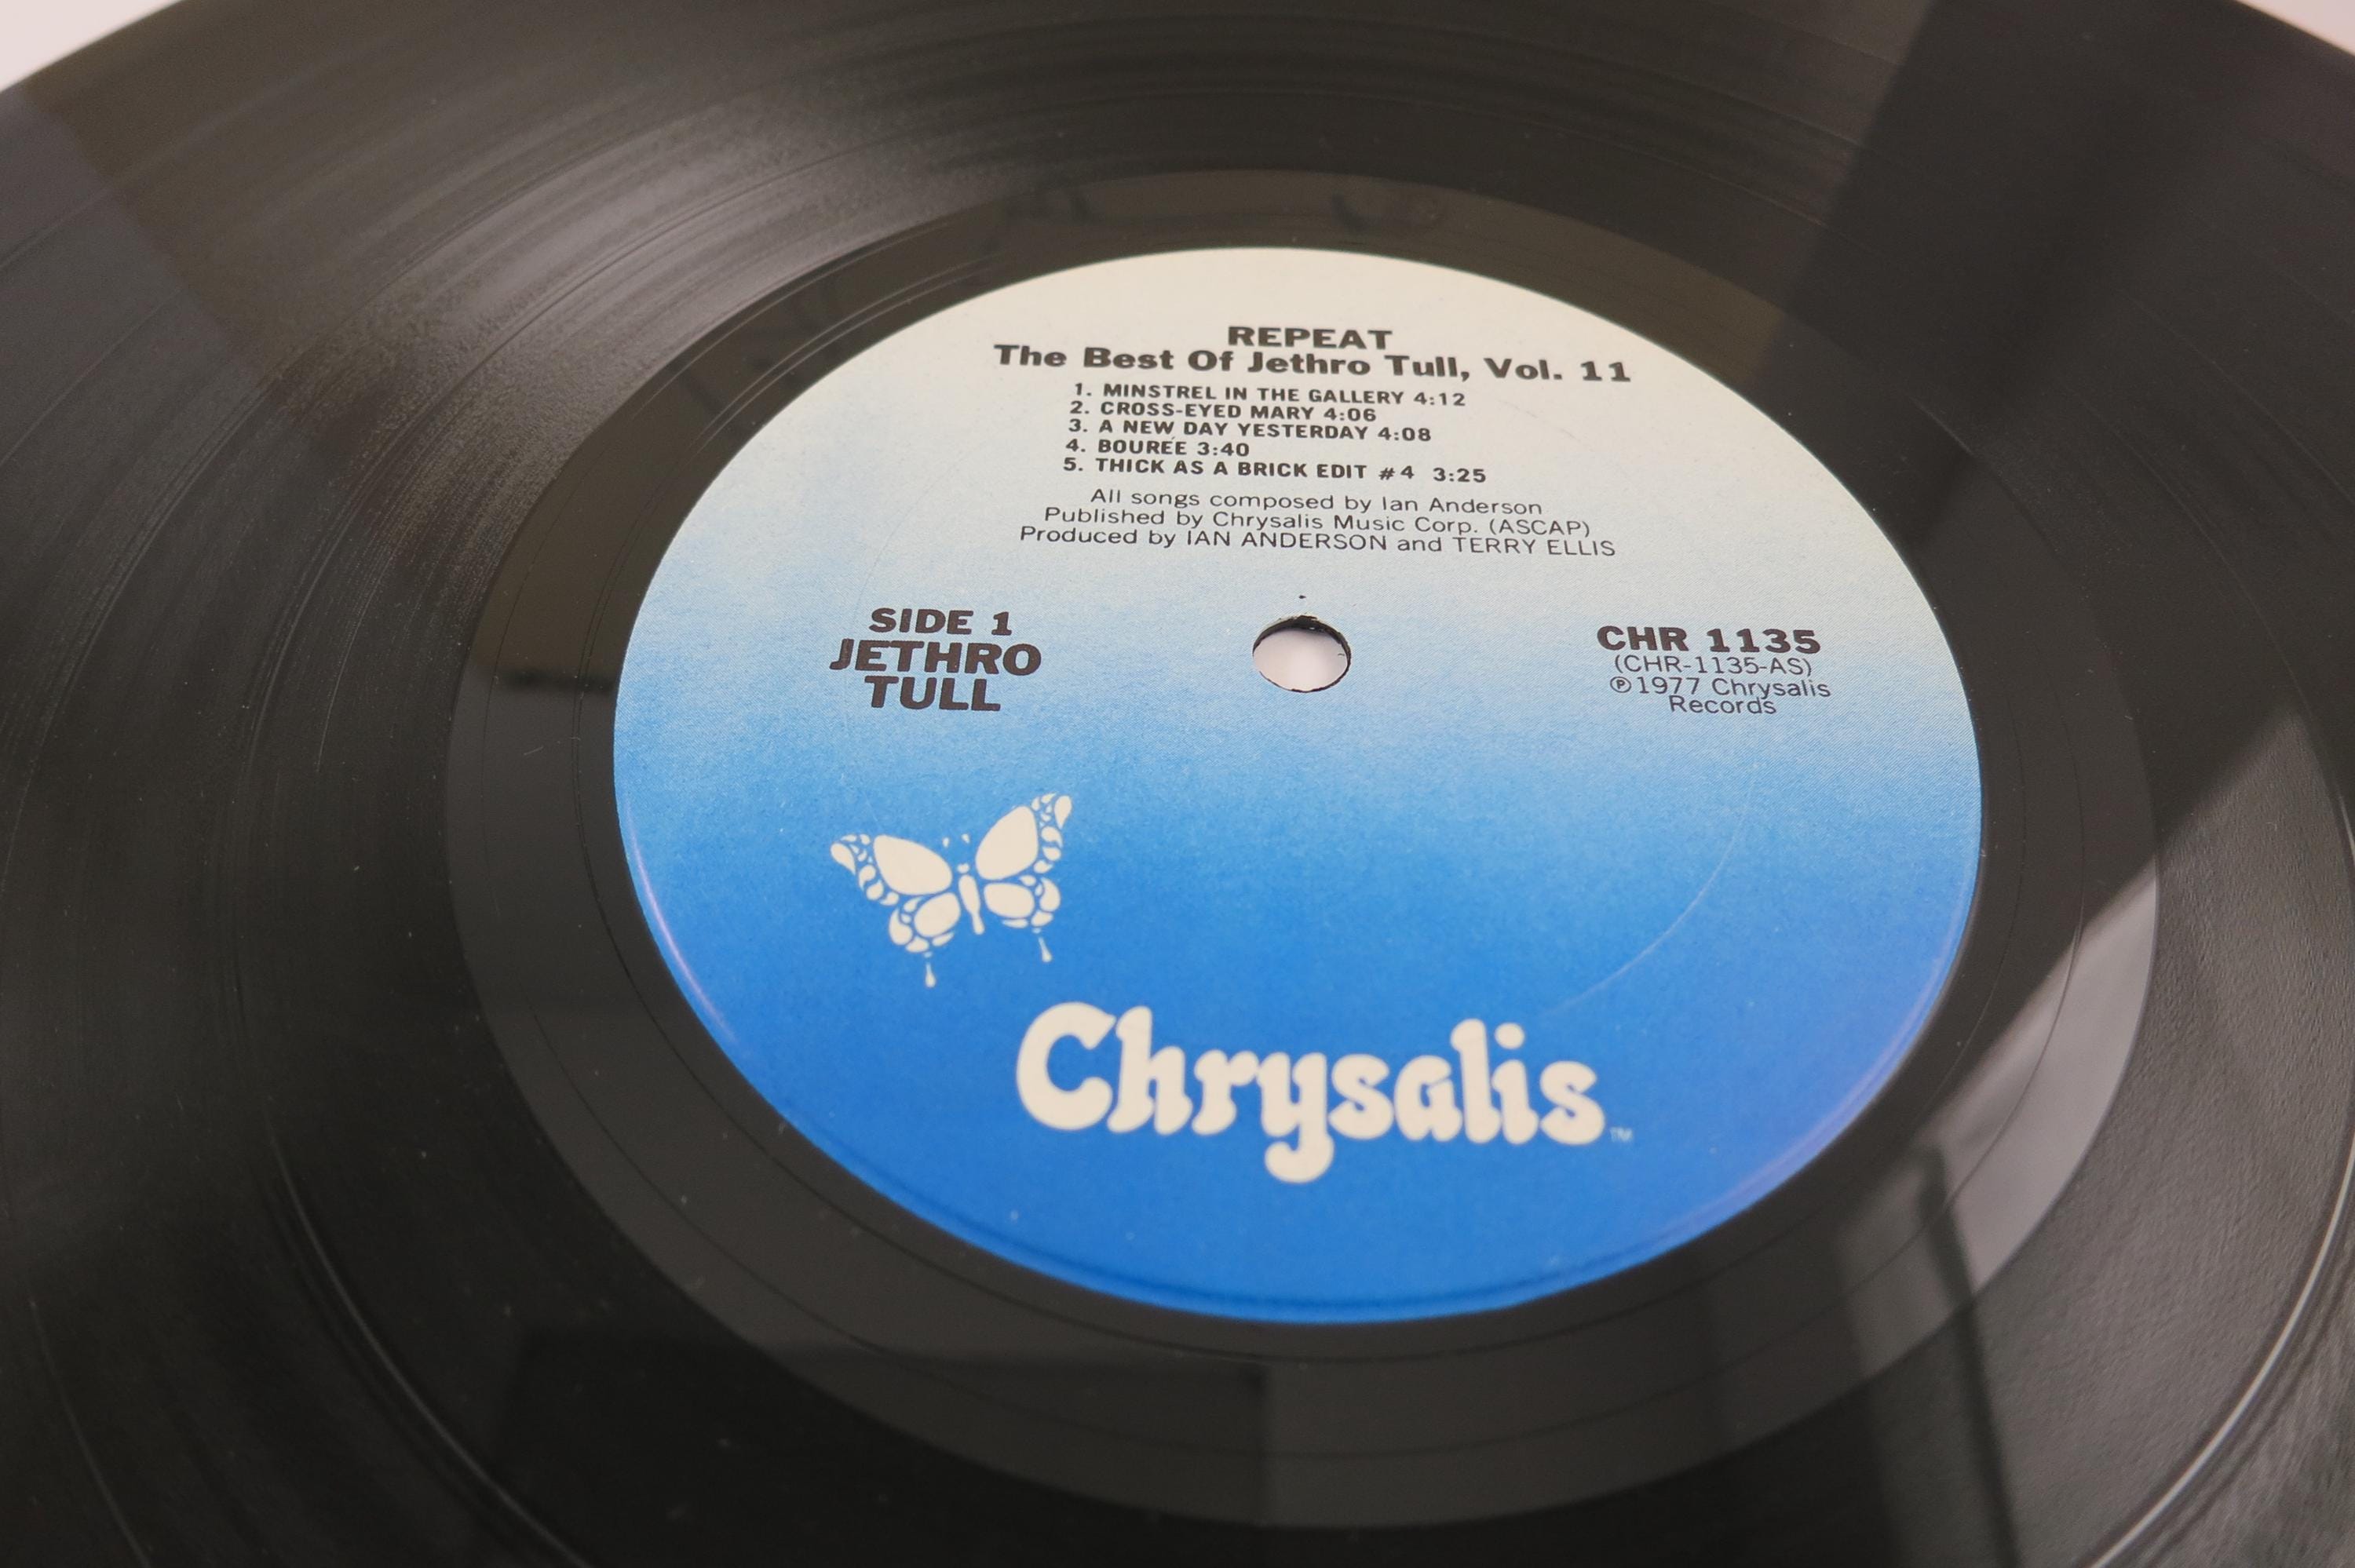 REPEAT
The Best Of Jethro Tull, Vol. 11
1. MINSTREL IN THE GALLERY 4:12
2. CROSS-EYED MARY 4:06
3. A NEW DAY YESTERDAY 4:08
4. BOURÉE 3:40
5. THICK AS A BRICK EDIT #4 3:25
All songs composed by Ian Anderson
Published by Chrysalis Music Corp. (ASCAP)
Produced by IAN ANDERSON and TERRY ELLIS
SIDE 1
JETHRO
TULL
CHR 1135
(CHR-1135-AS)
℗1977 Chrysalis
Records
Chrysalis™